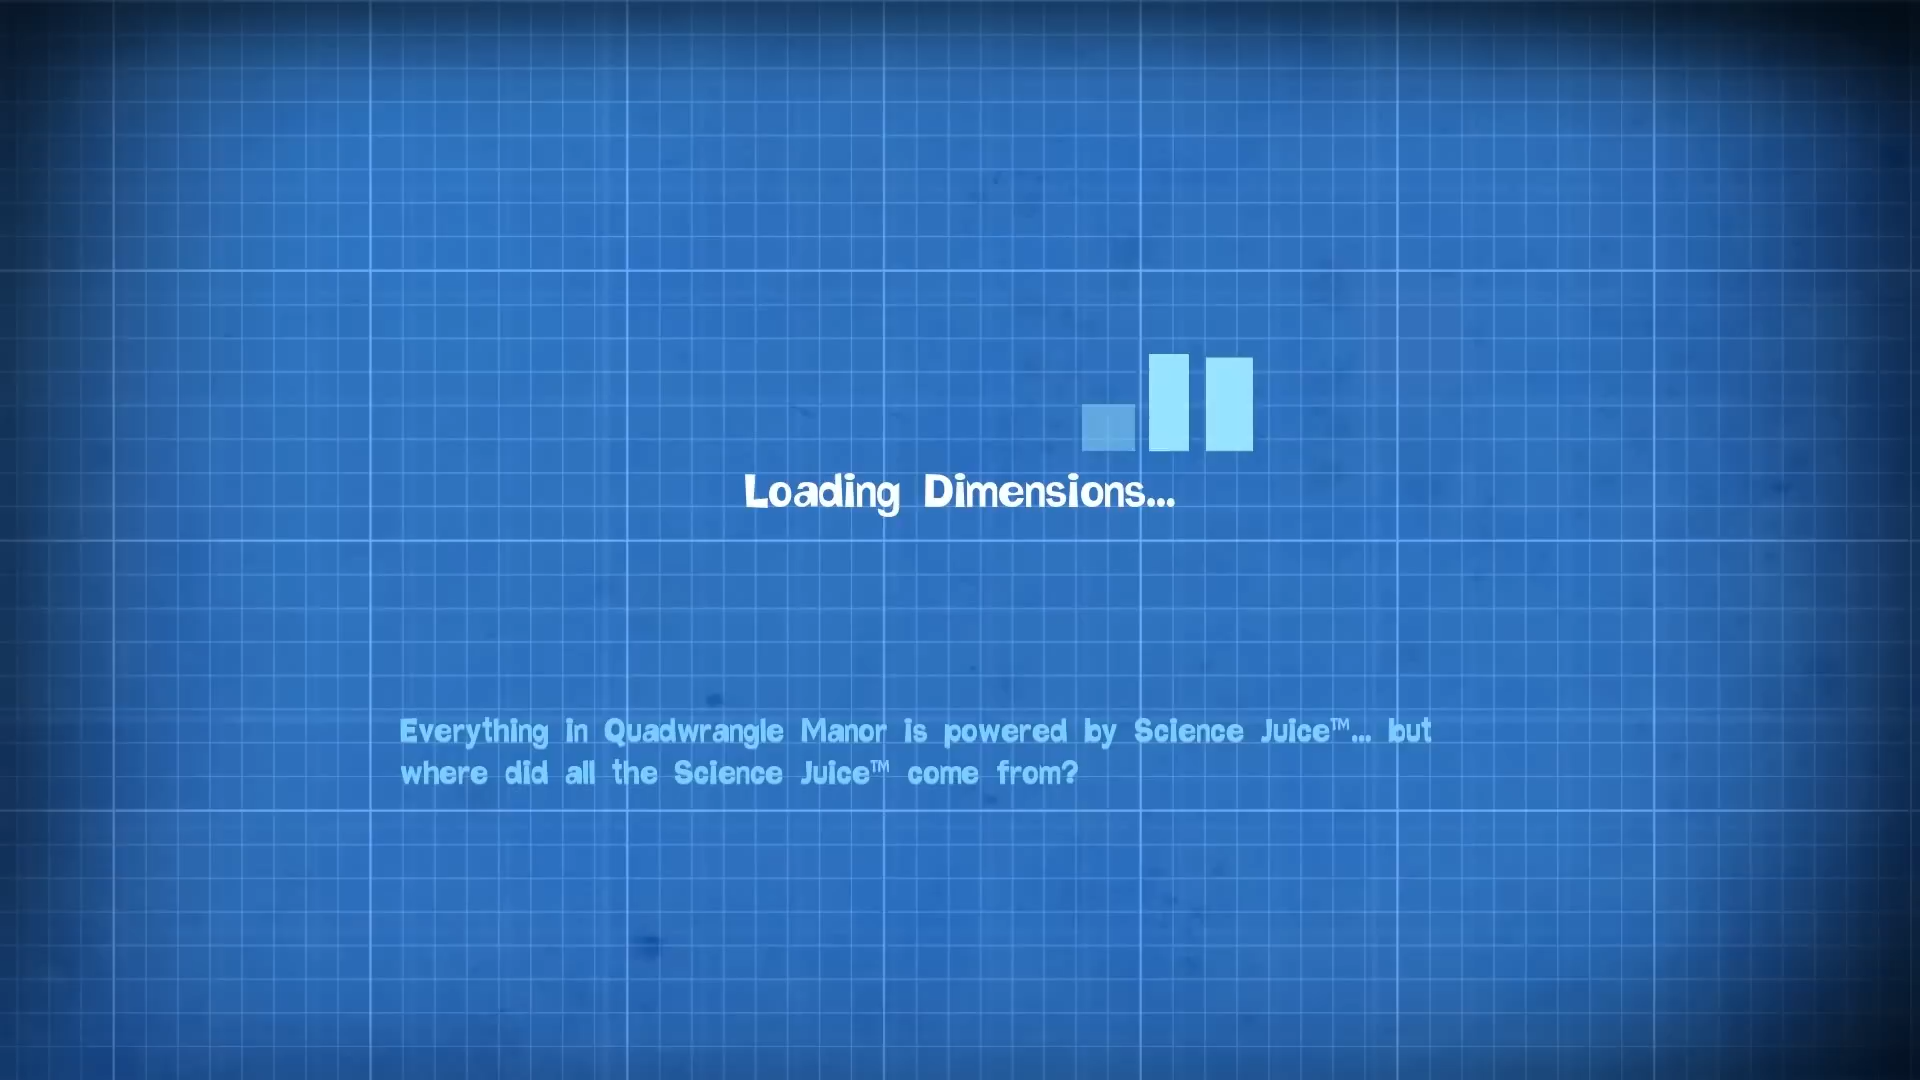 Loading Dimensions...
Everything in Quadwrangle Manor is powered by Science Juice™... but
where did all the Science Juice™ come from?